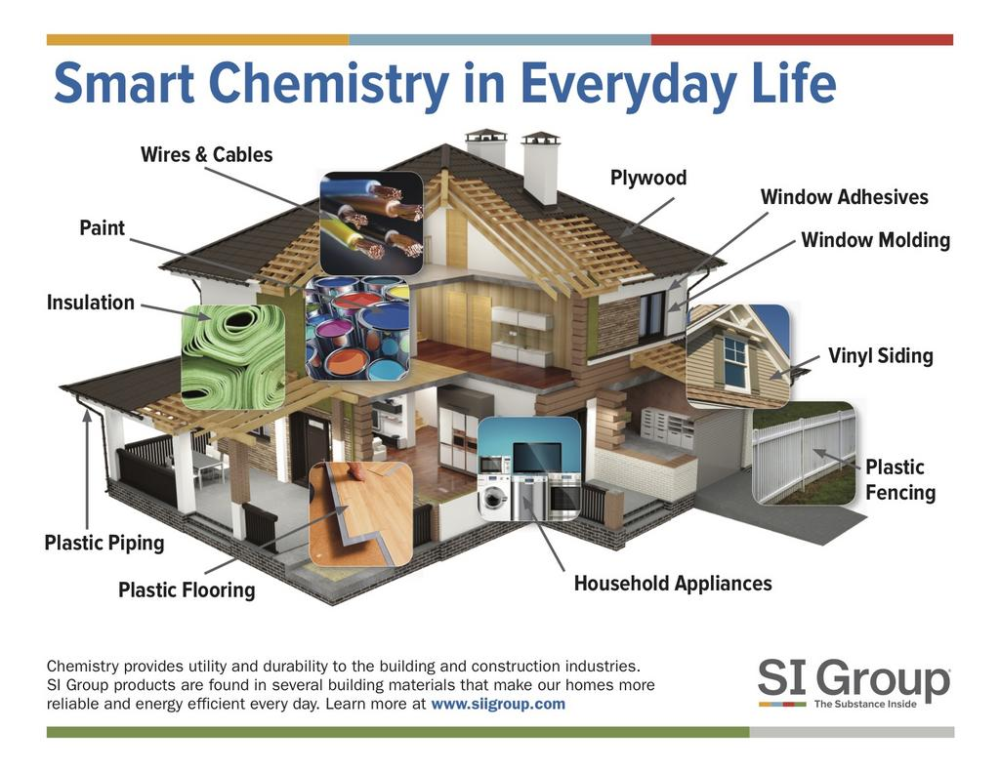 Smart Chemistry in Everyday Life
Wires & Cables
Plywood
Window Adhesives
Paint
Window Molding
Insulation
Vinyl Siding
Plastic
Fencing
Plastic Piping
Plastic Flooring
Household Appliances
Chemistry provides utility and durability to the building and construction industries.
SI Group products are found in several building materials that make our homes more
reliable and energy efficient every day. Learn more at www.siigroup.com
SI Group®
The Substance Inside